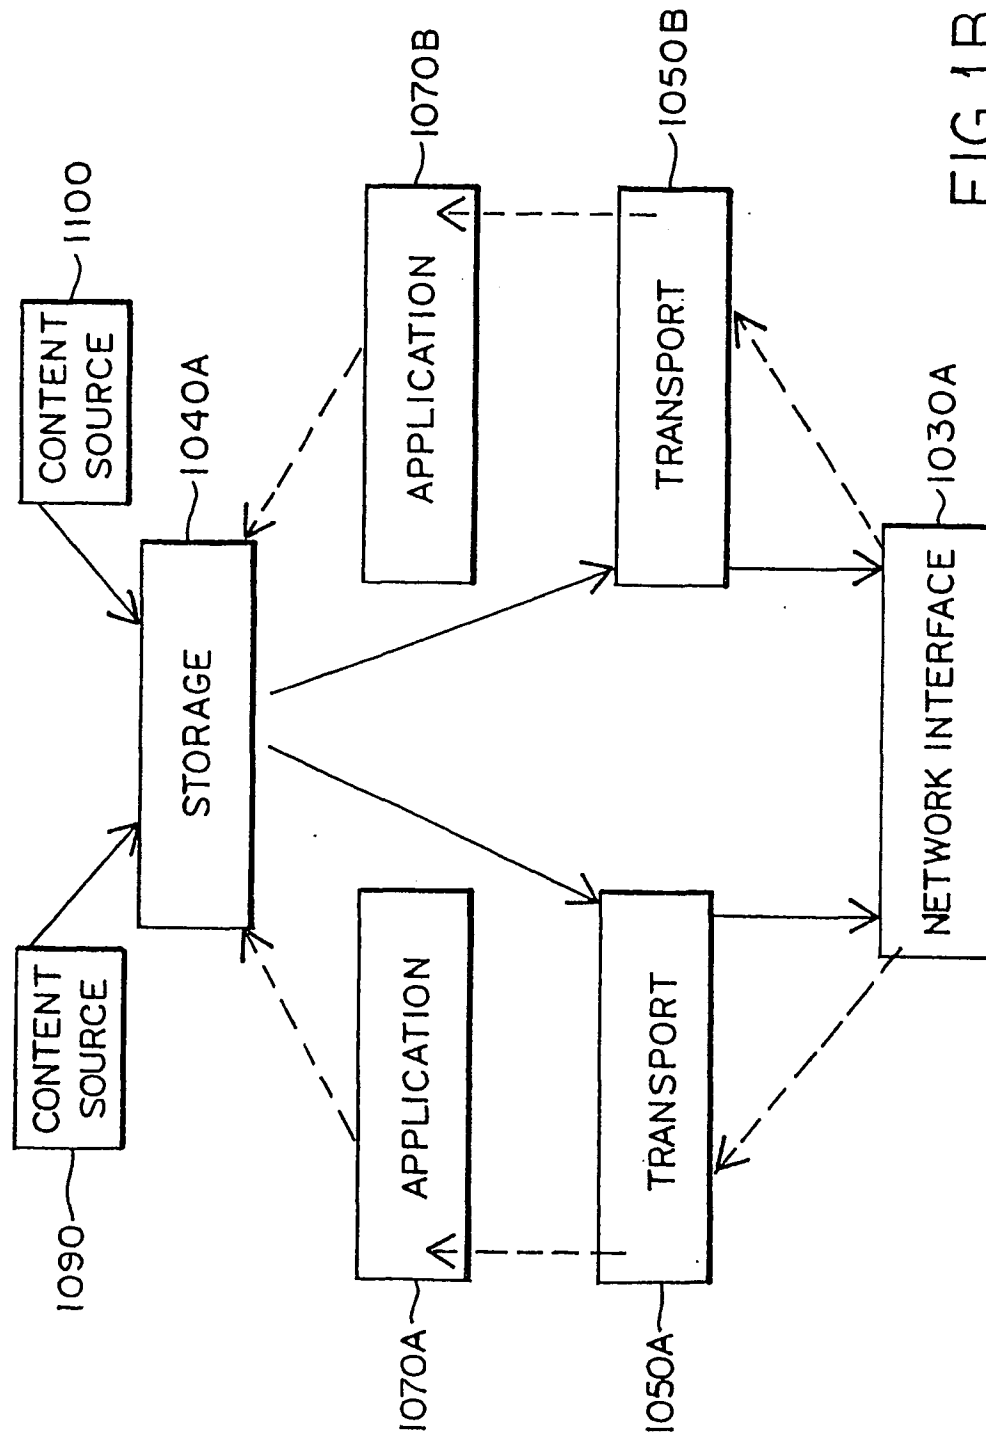 CONTENT
SOURCE
1090
CONTENT
SOURCE
1100
STORAGE
1040A
APPLICATION
1070A
APPLICATION
1070B
TRANSPORT
1050A
TRANSPORT
1050B
NETWORK INTERFACE
1030A
FIG. 1B